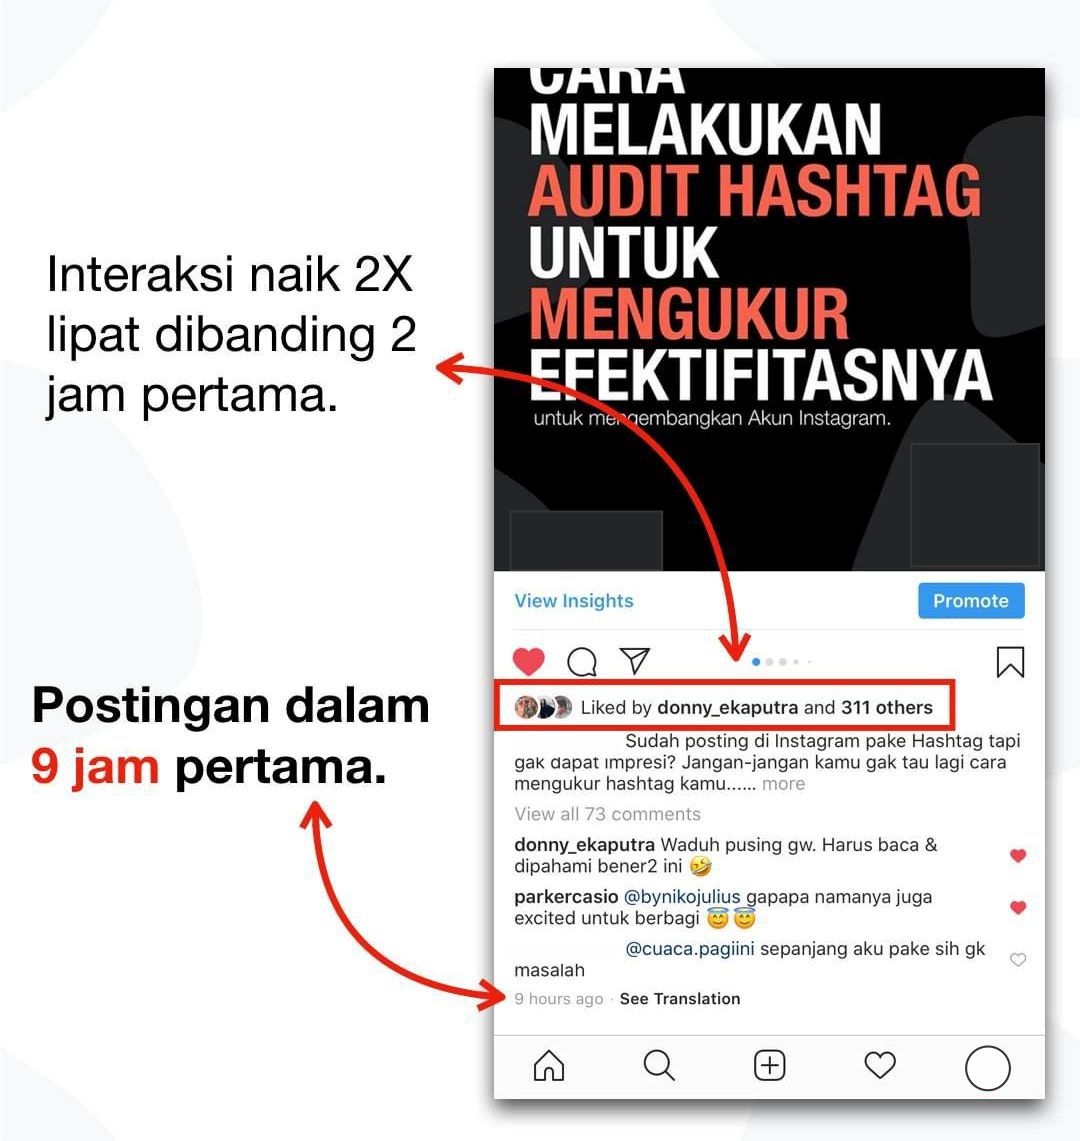 Interaksi naik 2X
lipat dibanding 2
jam pertama.
Postingan dalam
9 jam pertama.
CARA
MELAKUKAN
AUDIT HASHTAG
UNTUK
MENGUKUR
EFEKTIFITASNYA
untuk mengembangkan Akun Instagram.
View Insights
Promote
Liked by donny_ekaputra and 311 others
Sudah posting di Instagram pake Hashtag tapi
gak dapat impresi? Jangan-jangan kamu gak tau lagi cara
mengukur hashtag kamu...... more
View all 73 comments
donny_ekaputra Waduh pusing gw. Harus baca &
dipahami bener2 ini 🤣
parkercasio @bynikojulius gapapa namanya juga
excited untuk berbagi 😇😇
@cuaca.pagiini sepanjang aku pake sih gk
masalah
9 hours ago · See Translation